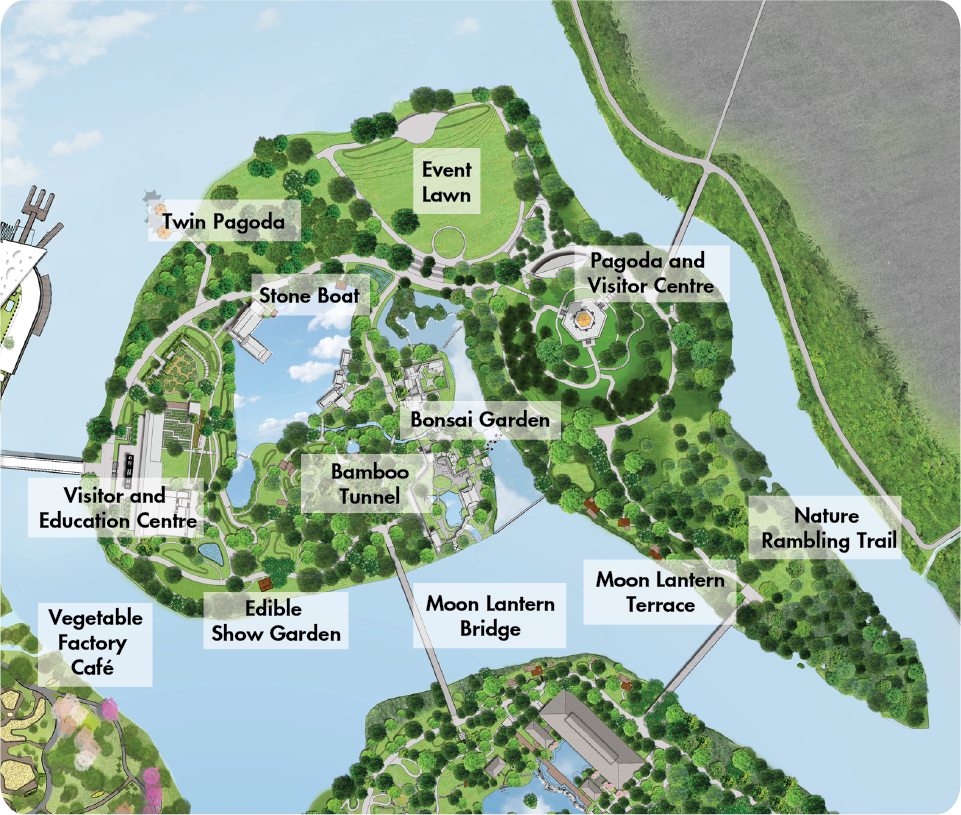 Event
Lawn
Twin Pagoda
Pagoda and
Visitor Centre
Stone Boat
Bonsai Garden
Bamboo
Tunnel
Visitor and
Education Centre
Nature
Rambling Trail
Moon Lantern
Terrace
Edible
Show Garden
Moon Lantern
Bridge
Vegetable
Factory
Café